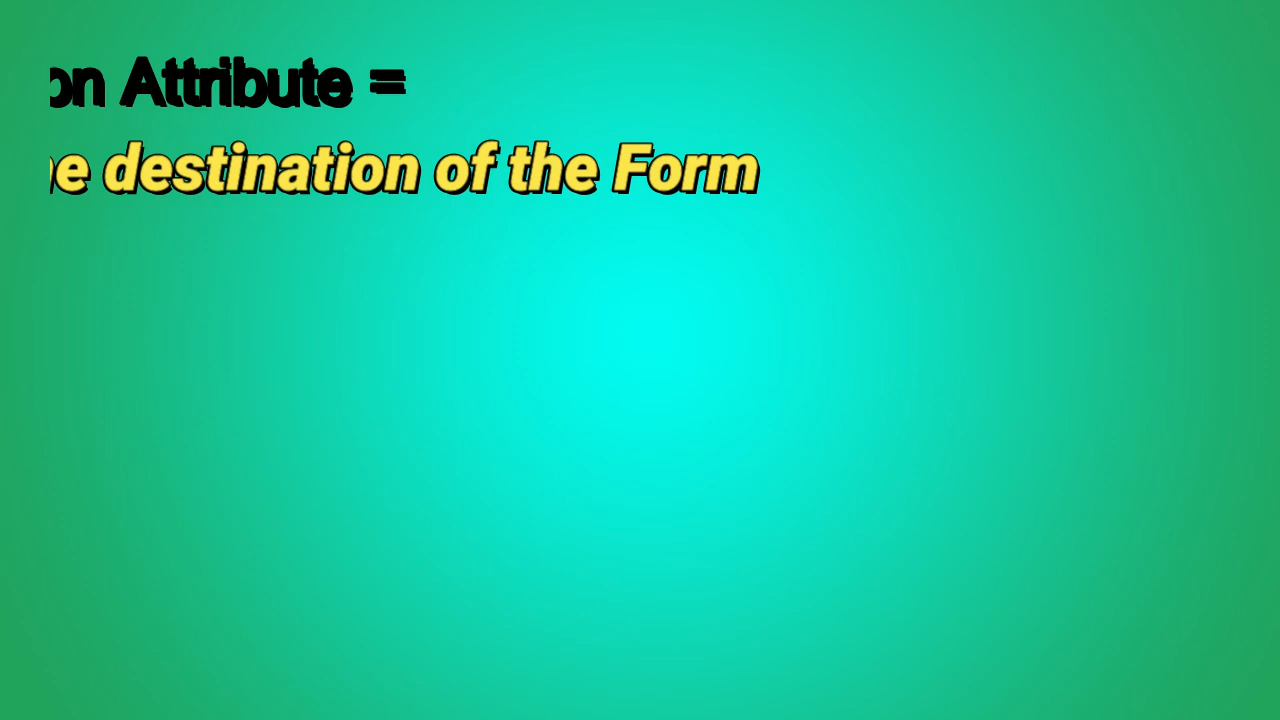 on Attribute =
e destination of the Form